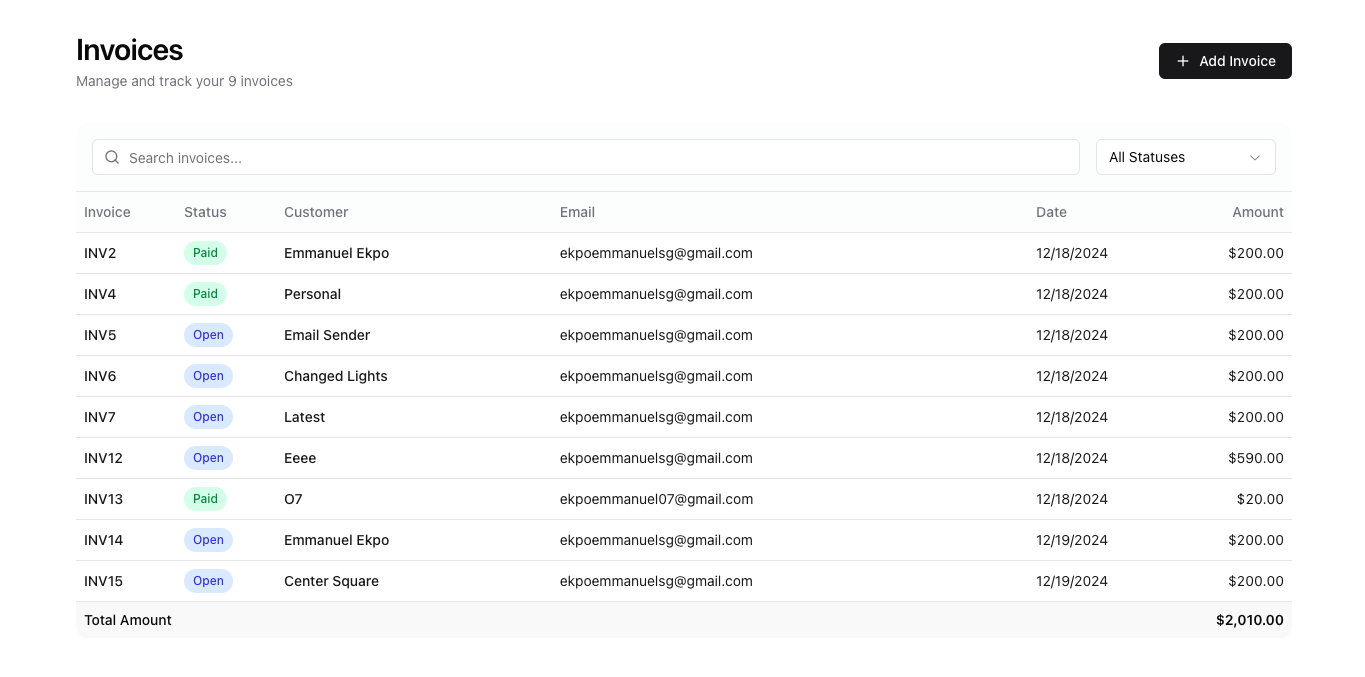 Invoices
Manage and track your 9 invoices
+ Add Invoice
Search invoices...
All Statuses
Invoice Status Customer Email Date Amount
INV2 Paid Emmanuel Ekpo ekpoemmanuelsg@gmail.com 12/18/2024 $200.00
INV4 Paid Personal ekpoemmanuelsg@gmail.com 12/18/2024 $200.00
INV5 Open Email Sender ekpoemmanuelsg@gmail.com 12/18/2024 $200.00
INV6 Open Changed Lights ekpoemmanuelsg@gmail.com 12/18/2024 $200.00
INV7 Open Latest ekpoemmanuelsg@gmail.com 12/18/2024 $200.00
INV12 Open Eeee ekpoemmanuelsg@gmail.com 12/18/2024 $590.00
INV13 Paid O7 ekpoemmanuel07@gmail.com 12/18/2024 $20.00
INV14 Open Emmanuel Ekpo ekpoemmanuelsg@gmail.com 12/19/2024 $200.00
INV15 Open Center Square ekpoemmanuelsg@gmail.com 12/19/2024 $200.00
Total Amount $2,010.00